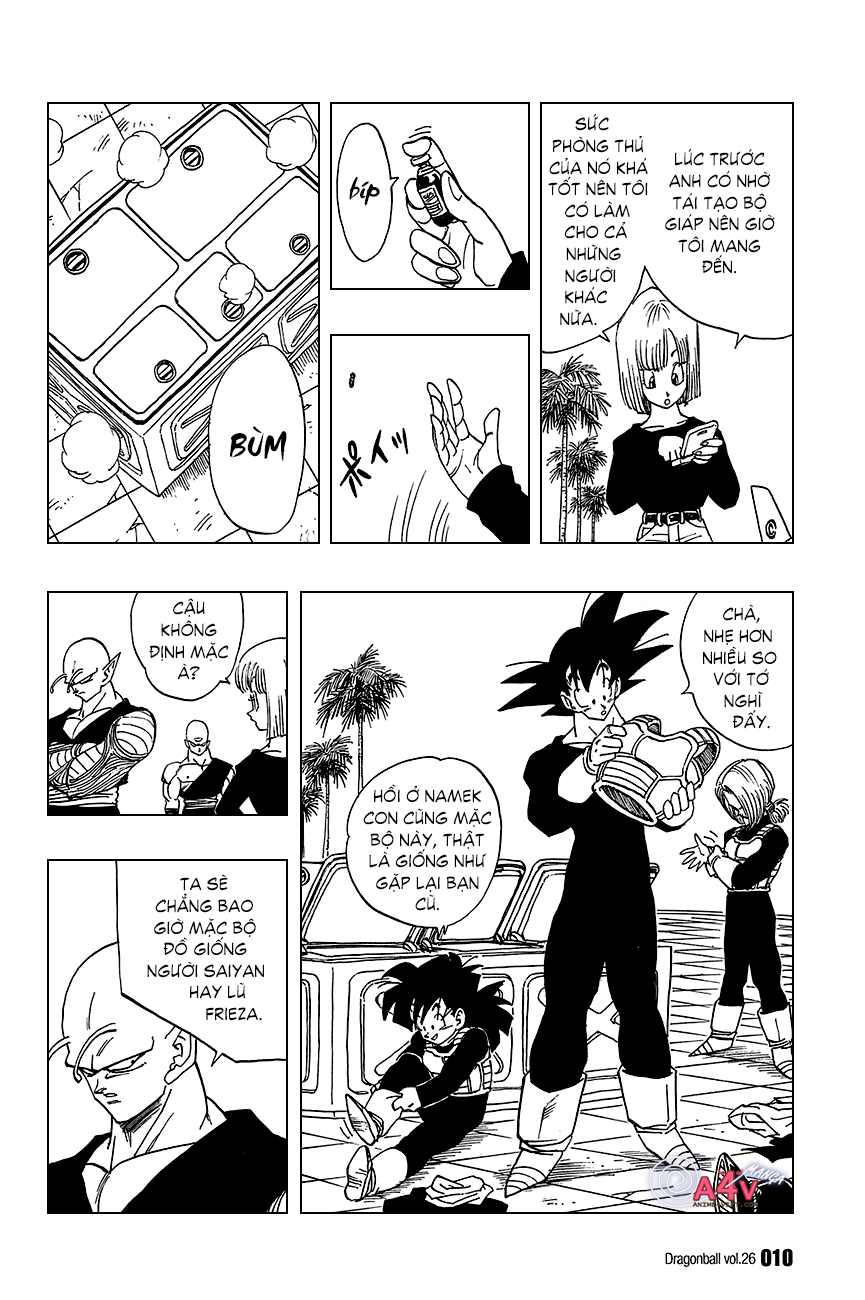 LÚC TRƯỚC
ANH CÓ NHỜ
TÁI TẠO BỘ
GIÁP NÊN GIỜ
TÔI MANG
ĐẾN.
SỨC
PHÒNG THỦ
CỦA NÓ KHÁ
TỐT NÊN TÔI
CÓ LÀM
CHO CẢ
NHỮNG
NGƯỜI
KHÁC
NỮA.
C
bíp
ポイッ
BÙM
CHÀ,
NHẸ HƠN
NHIỀU SO
VỚI TỚ
NGHĨ
ĐẤY.
HỒI Ở NAMEK
CON CŨNG MẶC
BỘ NÀY, THẬT
LÀ GIỐNG NHƯ
GẶP LẠI BẠN
CŨ.
CẬU
KHÔNG
ĐỊNH MẶC
À?
TA SẼ
CHẲNG BAO
GIỜ MẶC BỘ
ĐỒ GIỐNG
NGƯỜI SAIYAN
HAY LŨ
FRIEZA.
A4V
MANGA
Dragonball vol.26 010